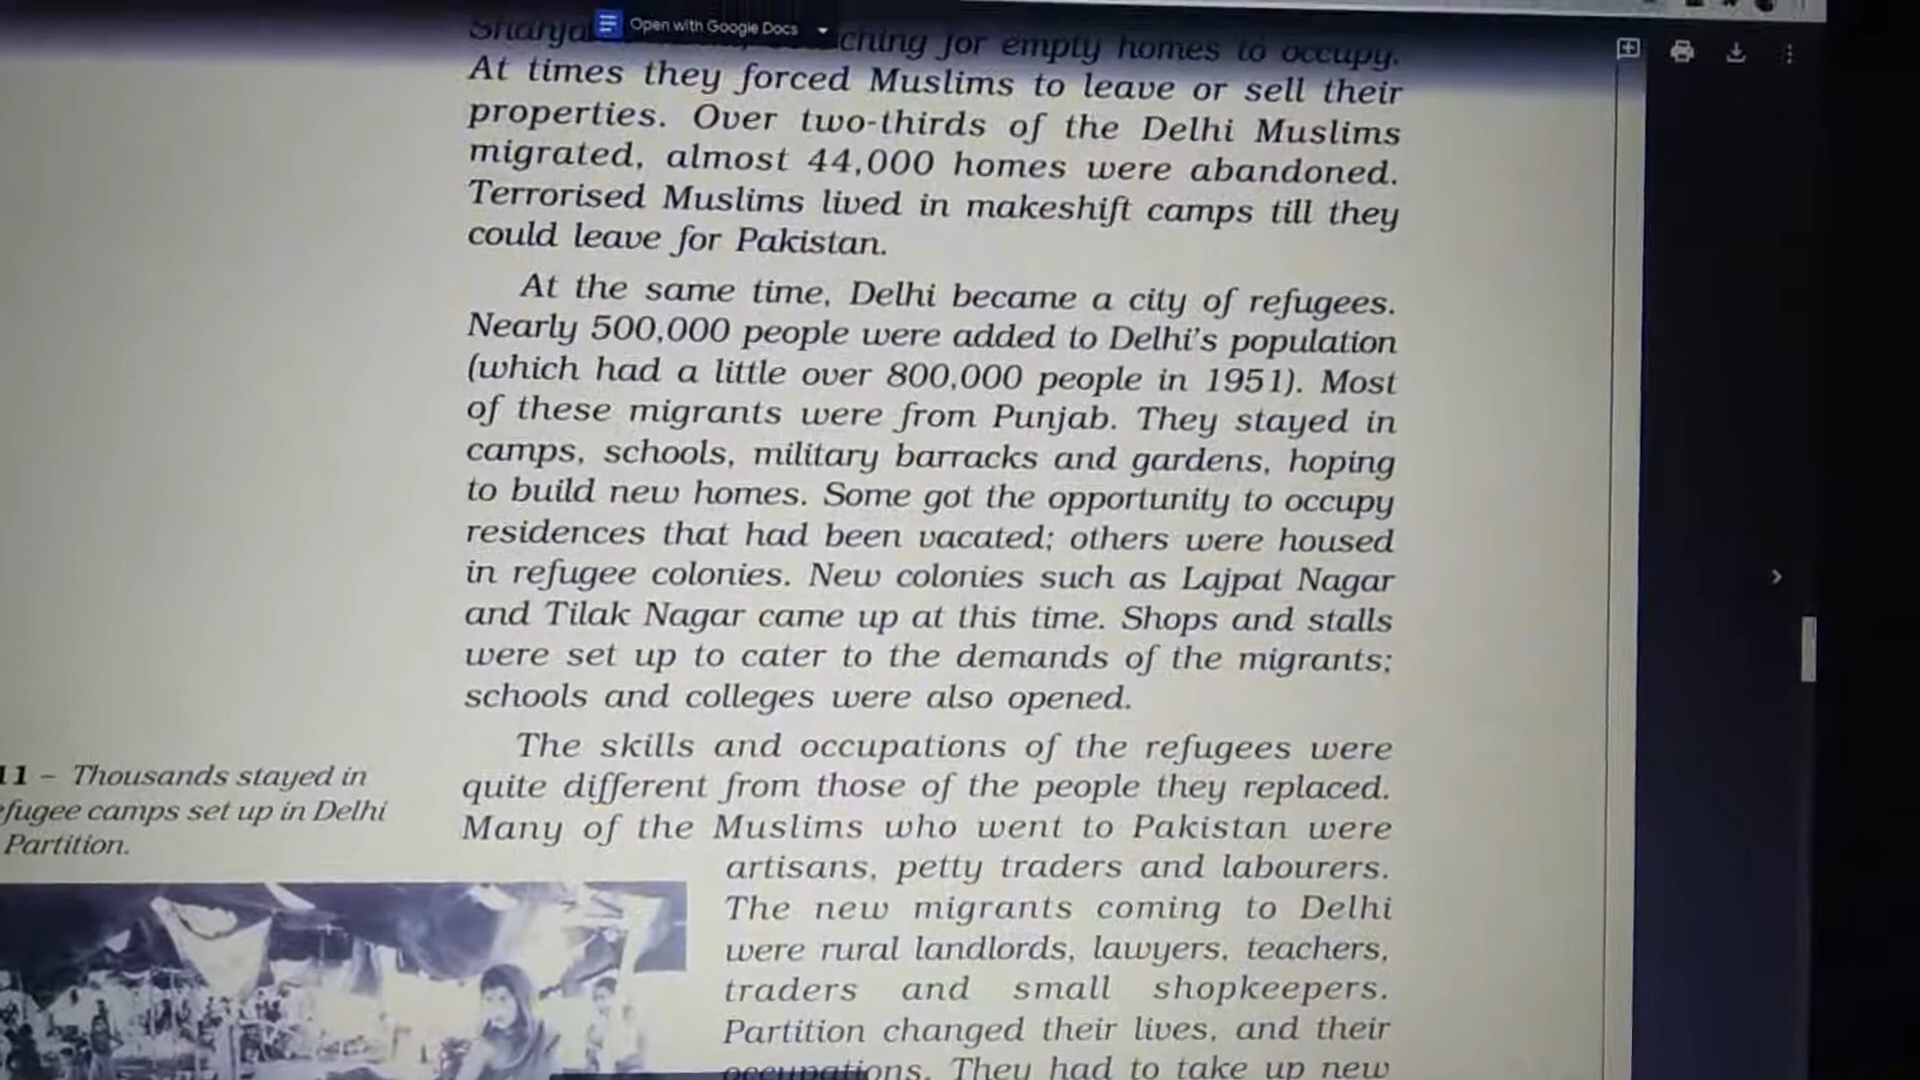 Open with Google Docs
ching for empty homes to occupy.
At times they forced Muslims to leave or sell their
properties. Over two-thirds of the Delhi Muslims
migrated, almost 44,000 homes were abandoned.
Terrorised Muslims lived in makeshift camps till they
could leave for Pakistan.
At the same time, Delhi became a city of refugees.
Nearly 500,000 people were added to Delhi's population
(which had a little over 800,000 people in 1951). Most
of these migrants were from Punjab. They stayed in
camps, schools, military barracks and gardens, hoping
to build new homes. Some got the opportunity to occupy
residences that had been vacated; others were housed
in refugee colonies. New colonies such as Lajpat Nagar
and Tilak Nagar came up at this time. Shops and stalls
were set up to cater to the demands of the migrants;
schools and colleges were also opened.
The skills and occupations of the refugees were
quite different from those of the people they replaced.
Many of the Muslims who went to Pakistan were
artisans, petty traders and labourers.
The new migrants coming to Delhi
were rural landlords, lawyers, teachers,
traders and small shopkeepers.
Partition changed their lives, and their
occupations. They had to take up new
11 – Thousands stayed in
fugee camps set up in Delhi
Partition.